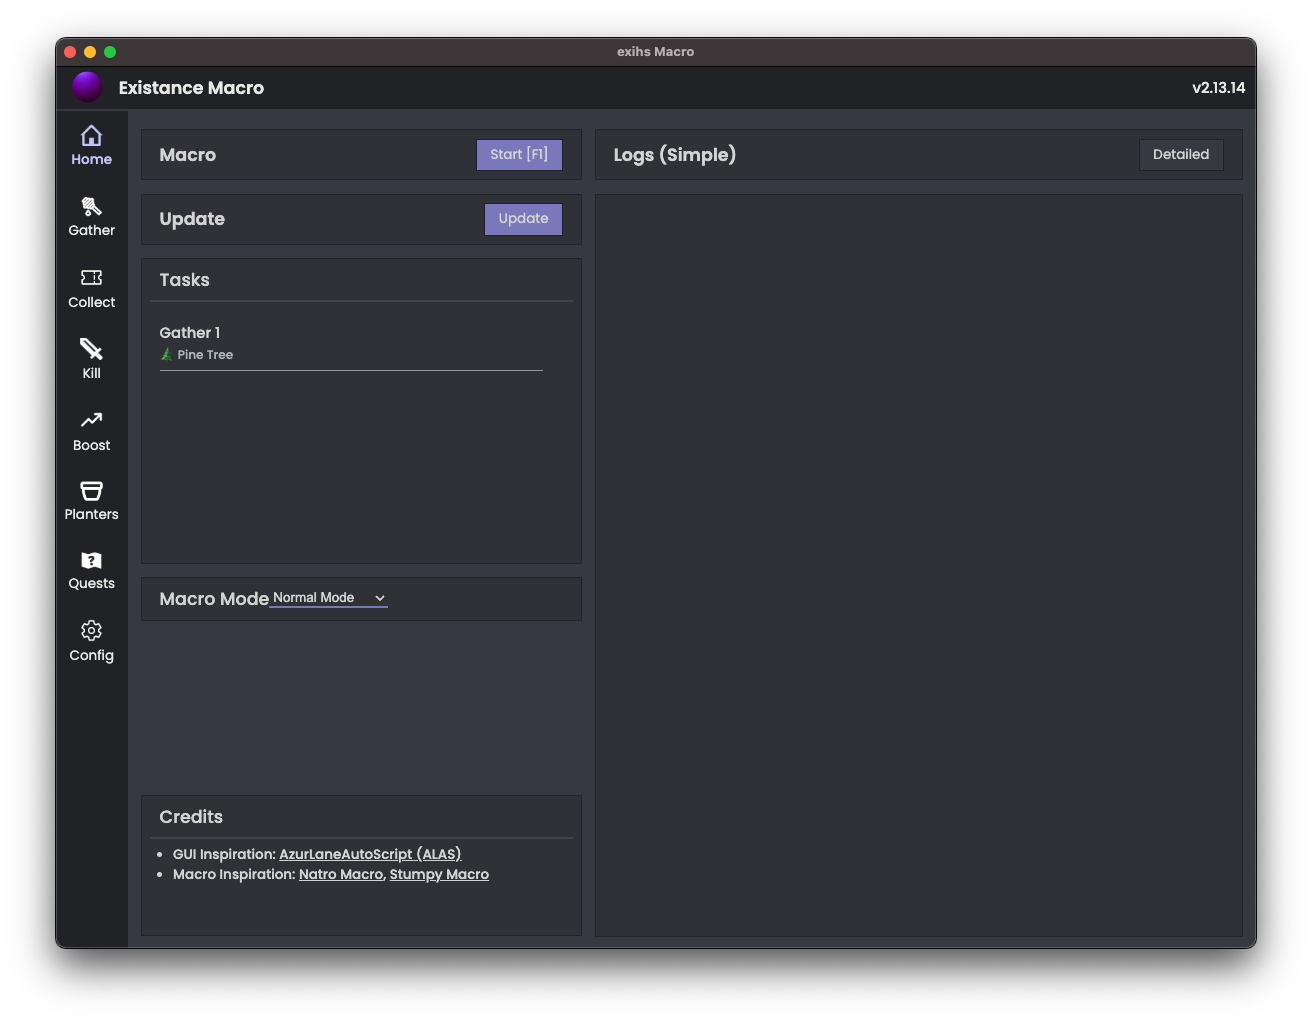 exihs Macro
Existance Macro
v2.13.14
Home
Gather
Collect
Kill
Boost
Planters
Quests
Config
Macro
Start [F1]
Update
Update
Tasks
Gather 1
Pine Tree
Macro Mode Normal Mode
Credits
GUI Inspiration: AzurLaneAutoScript (ALAS)
Macro Inspiration: Natro Macro, Stumpy Macro
Logs (Simple)
Detailed